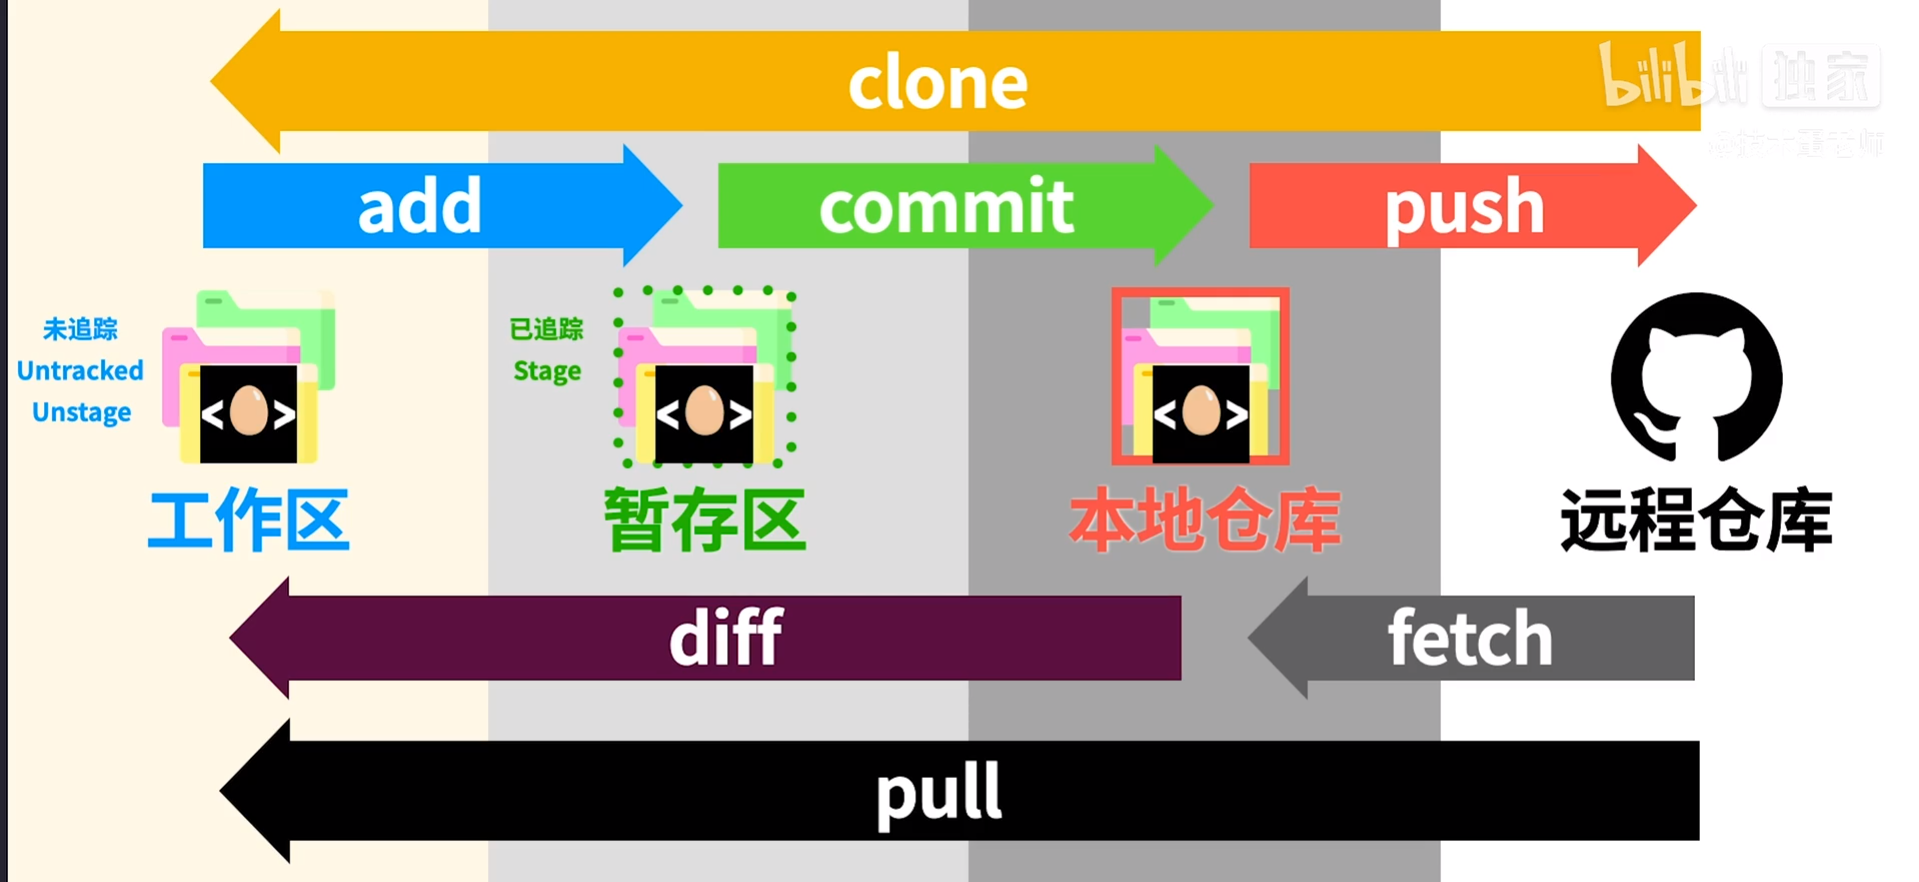 clone
bilibili 独家
add
commit
push
未追踪
Untracked
Unstage
已追踪
Stage
< >
< >
< >
工作区
暂存区
本地仓库
远程仓库
diff
fetch
pull